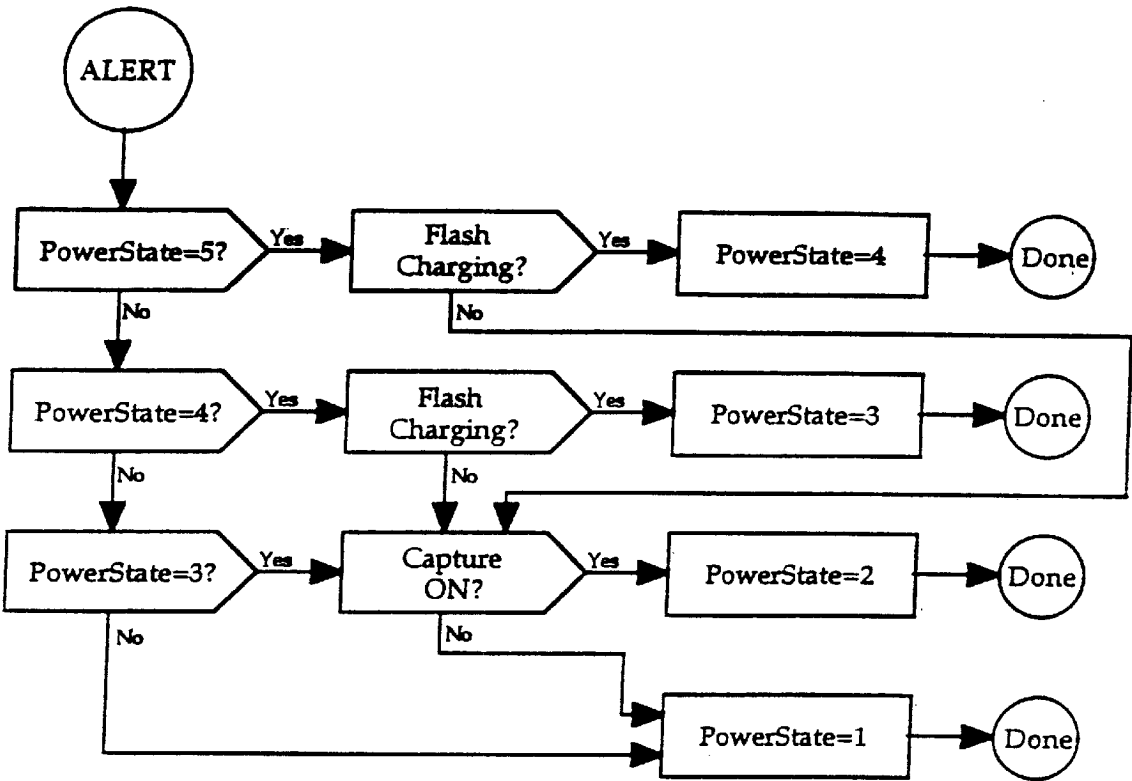 ALERT
PowerState=5?
Yes
Flash
Charging?
Yes
PowerState=4
Done
No
No
PowerState=4?
Yes
Flash
Charging?
Yes
PowerState=3
Done
No
No
PowerState=3?
Yes
Capture
ON?
Yes
PowerState=2
Done
No
No
PowerState=1
Done